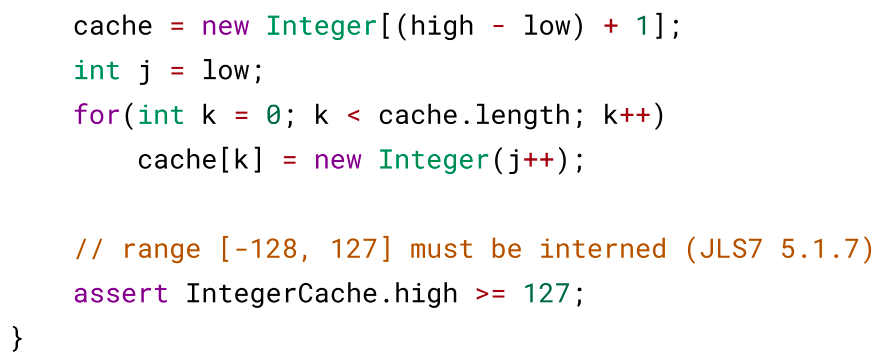 cache = new Integer[(high - low) + 1];
int j = low;
for(int k = 0; k < cache.length; k++)
cache[k] = new Integer(j++);
// range [-128, 127] must be interned (JLS7 5.1.7)
assert IntegerCache.high >= 127;
}